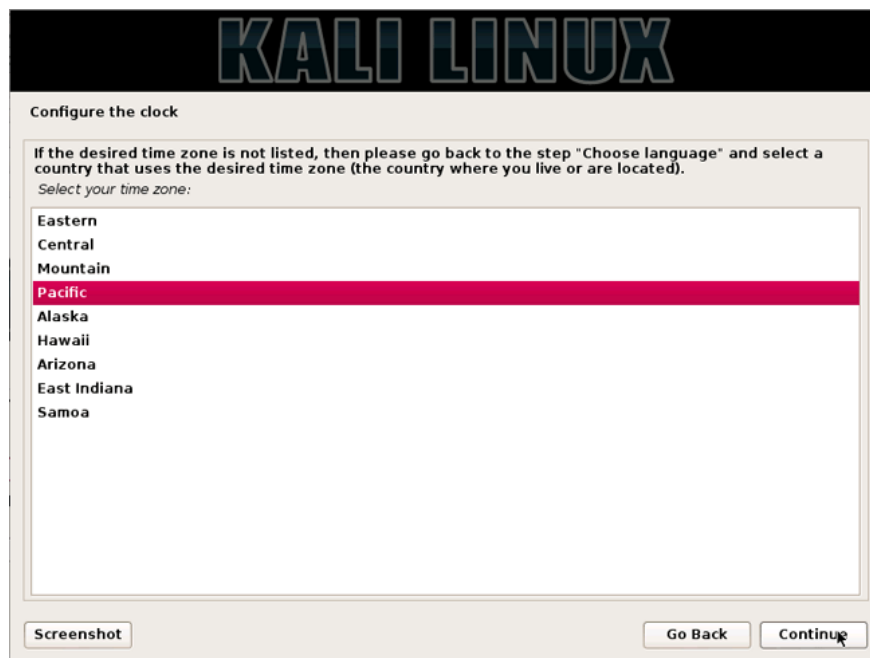 KALI LINUX
Configure the clock
If the desired time zone is not listed, then please go back to the step "Choose language" and select a
country that uses the desired time zone (the country where you live or are located).
Select your time zone:
Eastern
Central
Mountain
Pacific
Alaska
Hawaii
Arizona
East Indiana
Samoa
Screenshot
Go Back
Continue